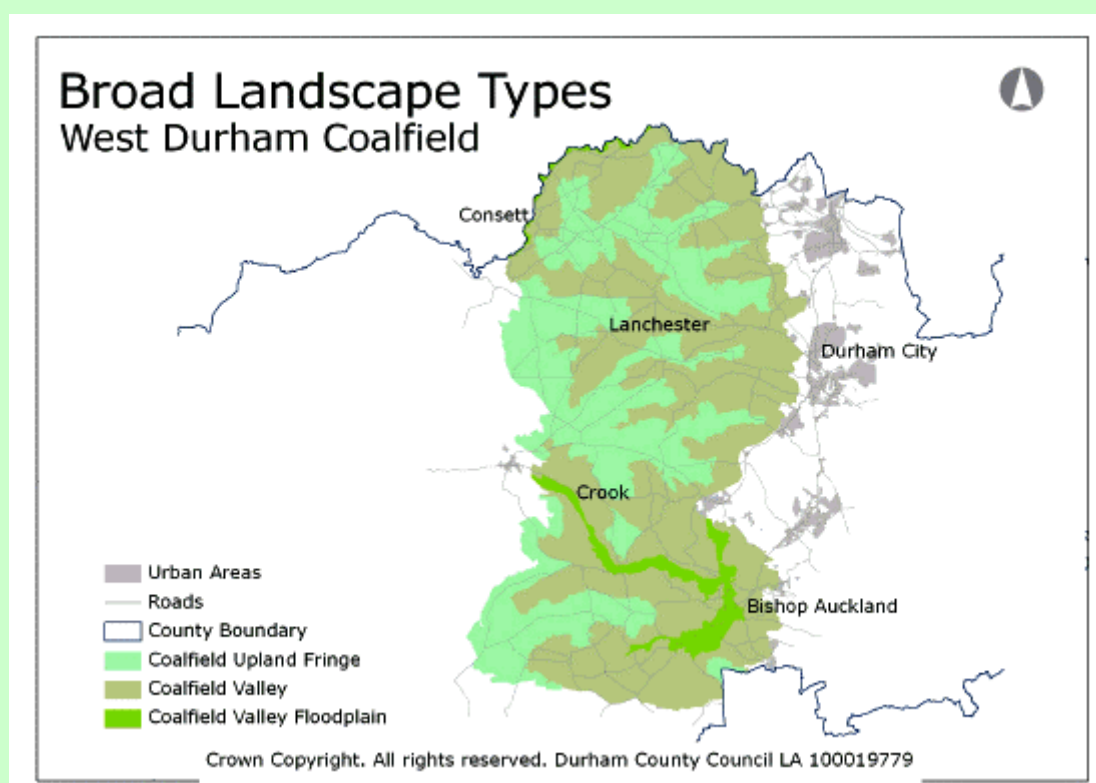 Broad Landscape Types
West Durham Coalfield
Consett
Lanchester
Durham City
Crook
Bishop Auckland
Urban Areas
Roads
County Boundary
Coalfield Upland Fringe
Coalfield Valley
Coalfield Valley Floodplain
Crown Copyright. All rights reserved. Durham County Council LA 100019779